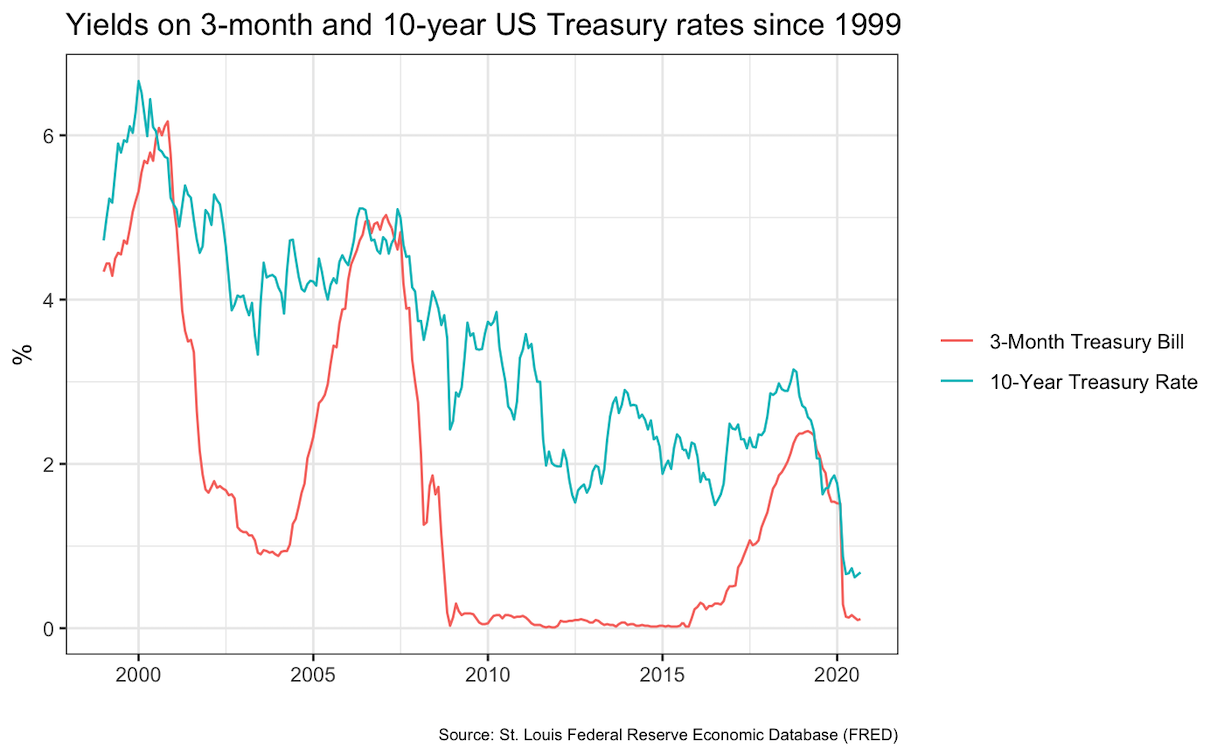 Yields on 3-month and 10-year US Treasury rates since 1999
6
4
2
0
%
2000
2005
2010
2015
2020
3-Month Treasury Bill
10-Year Treasury Rate
Source: St. Louis Federal Reserve Economic Database (FRED)